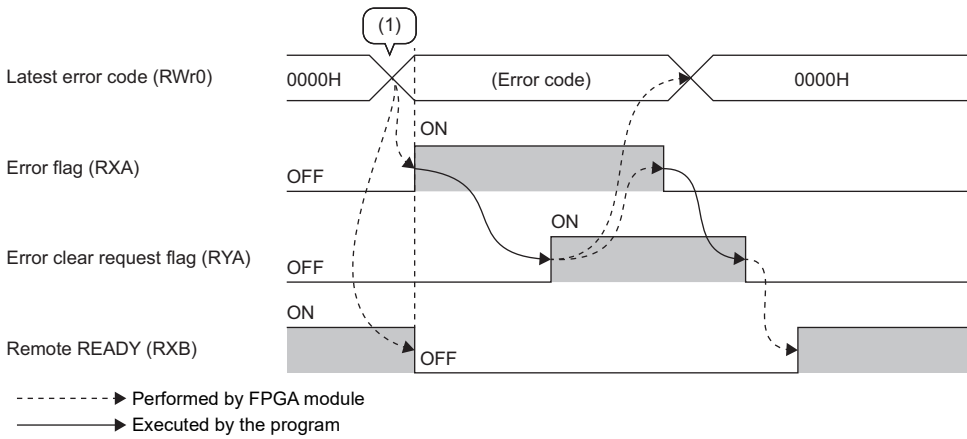 (1)
Latest error code (RWr0)
0000H
(Error code)
0000H
ON
Error flag (RXA)
OFF
ON
Error clear request flag (RYA)
OFF
ON
Remote READY (RXB)
OFF
Performed by FPGA module
Executed by the program